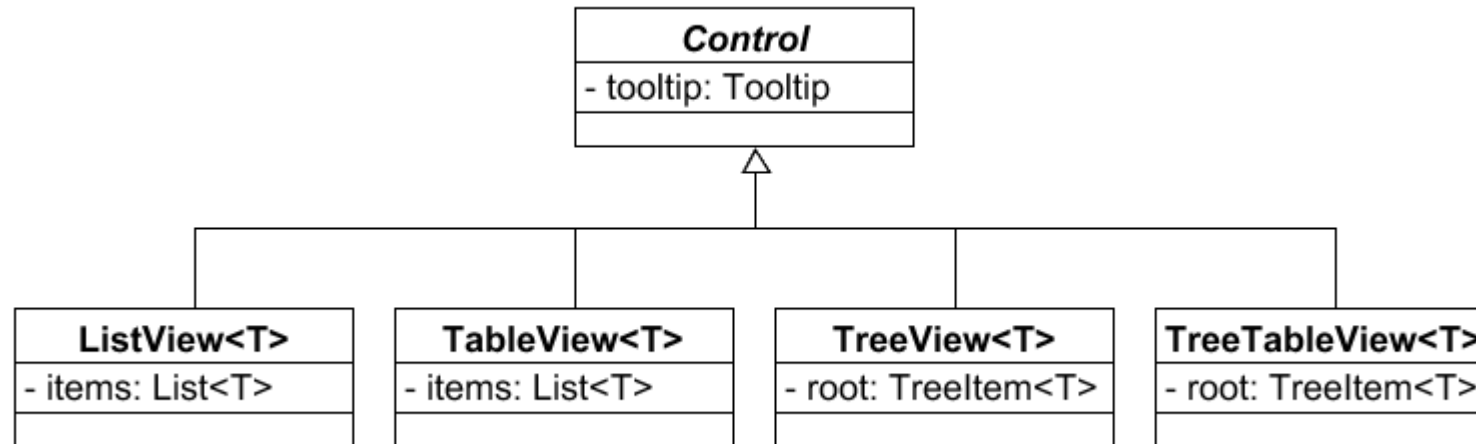 Control
- tooltip: Tooltip
ListView<T>
- items: List<T>
TableView<T>
- items: List<T>
TreeView<T>
- root: TreeItem<T>
TreeTableView<T>
- root: TreeItem<T>